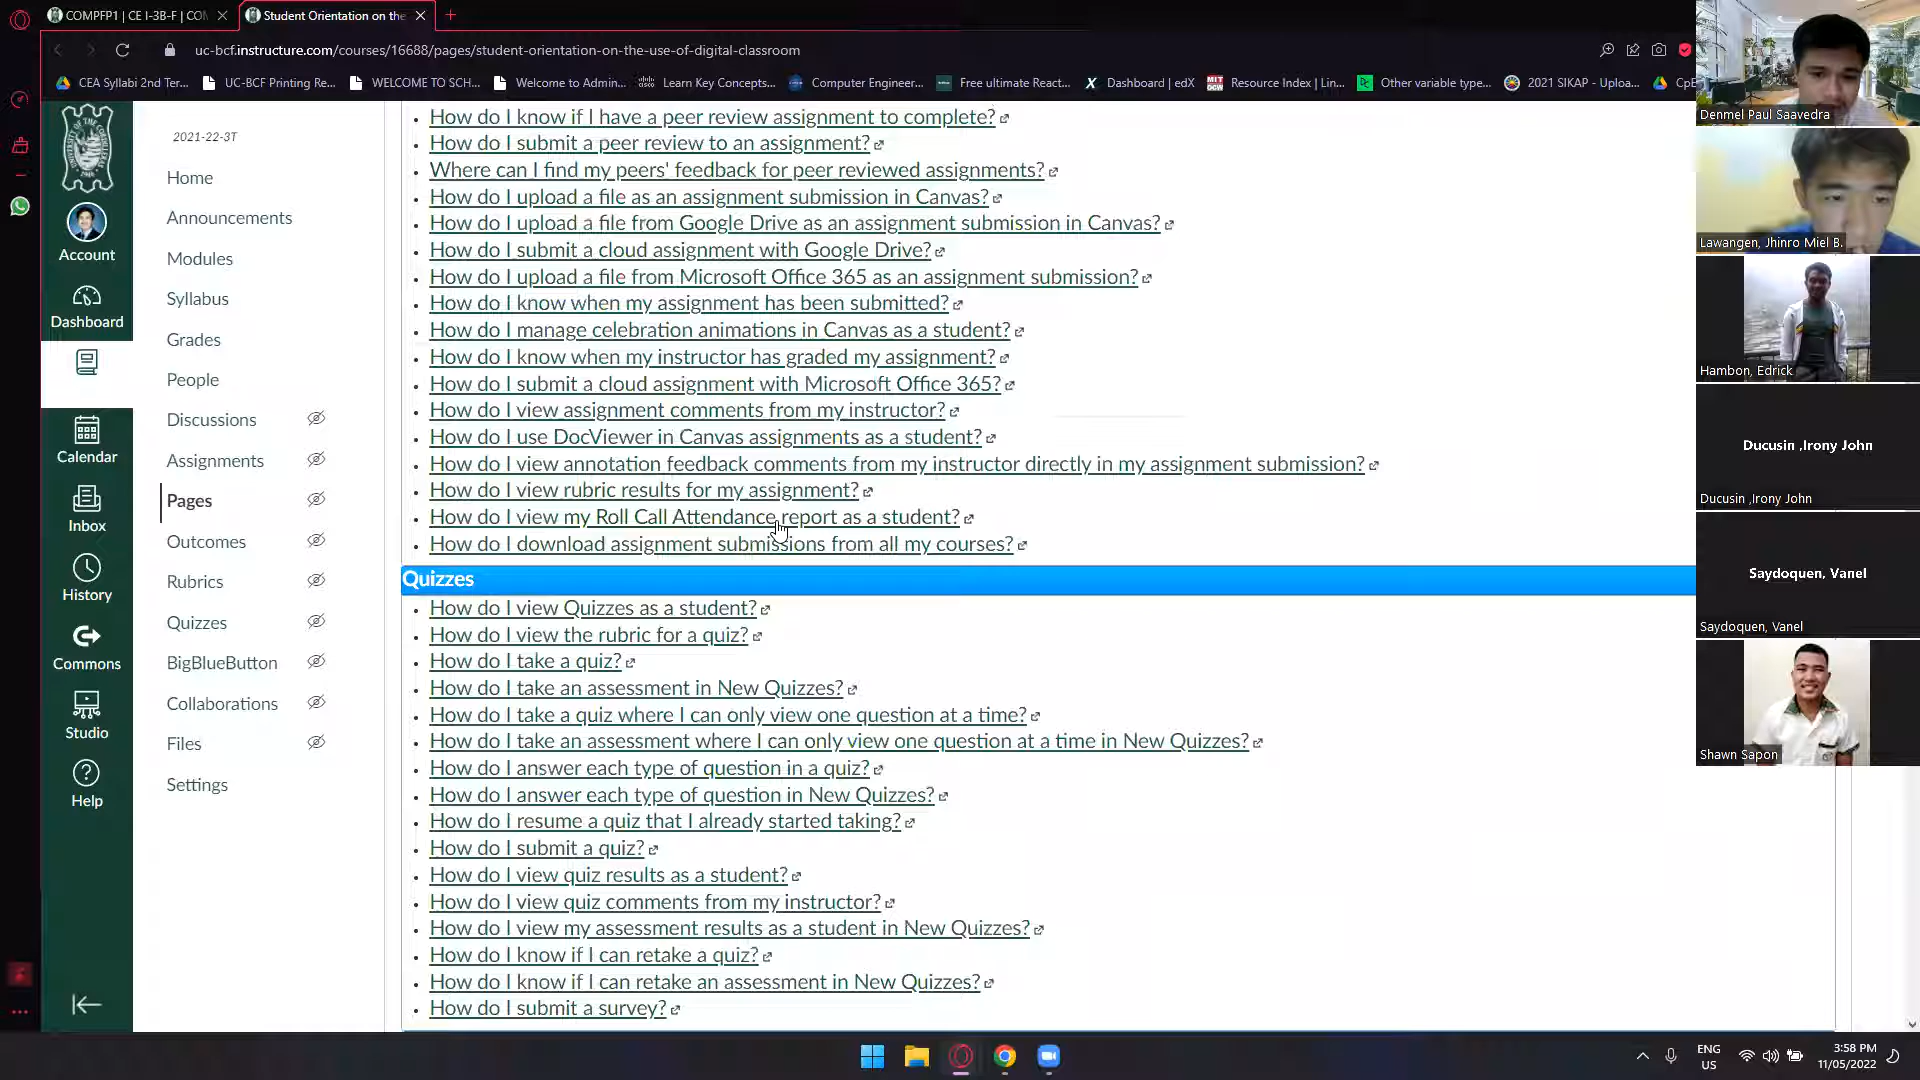 COMPFP1 | CE I-3B-F | COM
Student Orientation on the
uc-bcf.instructure.com/courses/16688/pages/student-orientation-on-the-use-of-digital-classroom
CEA Syllabi 2nd Ter...
UC-BCF Printing Re...
WELCOME TO SCH...
Welcome to Admin...
Learn Key Concepts...
Computer Engineer...
Free ultimate React...
Dashboard | edX
Resource Index | Lin...
Other variable type...
2021 SIKAP - Uploa...
CpE
Account
Dashboard
Calendar
Inbox
History
Commons
Studio
Help
2021-22-3T
Home
Announcements
Modules
Syllabus
Grades
People
Discussions
Assignments
Pages
Outcomes
Rubrics
Quizzes
BigBlueButton
Collaborations
Files
Settings
How do I know if I have a peer review assignment to complete?
How do I submit a peer review to an assignment?
Where can I find my peers' feedback for peer reviewed assignments?
How do I upload a file as an assignment submission in Canvas?
How do I upload a file from Google Drive as an assignment submission in Canvas?
How do I submit a cloud assignment with Google Drive?
How do I upload a file from Microsoft Office 365 as an assignment submission?
How do I know when my assignment has been submitted?
How do I manage celebration animations in Canvas as a student?
How do I know when my instructor has graded my assignment?
How do I submit a cloud assignment with Microsoft Office 365?
How do I view assignment comments from my instructor?
How do I use DocViewer in Canvas assignments as a student?
How do I view annotation feedback comments from my instructor directly in my assignment submission?
How do I view rubric results for my assignment?
How do I view my Roll Call Attendance report as a student?
How do I download assignment submissions from all my courses?
Quizzes
How do I view Quizzes as a student?
How do I view the rubric for a quiz?
How do I take a quiz?
How do I take an assessment in New Quizzes?
How do I take a quiz where I can only view one question at a time?
How do I take an assessment where I can only view one question at a time in New Quizzes?
How do I answer each type of question in a quiz?
How do I answer each type of question in New Quizzes?
How do I resume a quiz that I already started taking?
How do I submit a quiz?
How do I view quiz results as a student?
How do I view quiz comments from my instructor?
How do I view my assessment results as a student in New Quizzes?
How do I know if I can retake a quiz?
How do I know if I can retake an assessment in New Quizzes?
How do I submit a survey?
Denmel Paul Saavedra
Lawangen, Jhinro Miel B.
Hambon, Edrick
Ducusin ,Irony John
Ducusin ,Irony John
Saydoquen, Vanel
Saydoquen, Vanel
Shawn Sapon
ENG
US
3:58 PM
11/05/2022